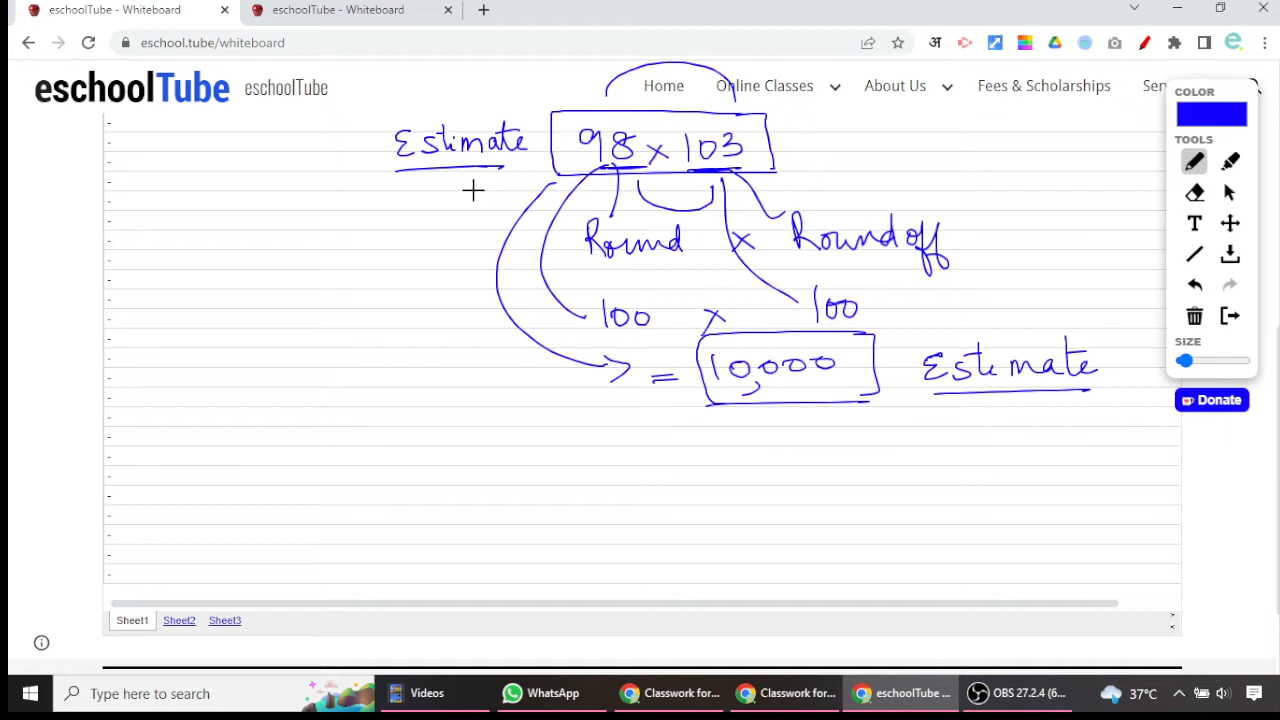 eschoolTube - Whiteboard
eschoolTube - Whiteboard
eschool.tube/whiteboard
अ
eschoolTube eschoolTube
Home Online Classes About Us Fees & Scholarships Ser
COLOR
TOOLS
T
SIZE
Donate
Estimate 98 x 103
Round x Round off
100 x 100
= 10,000 Estimate
Sheet1 Sheet2 Sheet3
Type here to search
Videos
WhatsApp
Classwork for...
Classwork for...
eschoolTube ...
OBS 27.2.4 (6...
37°C